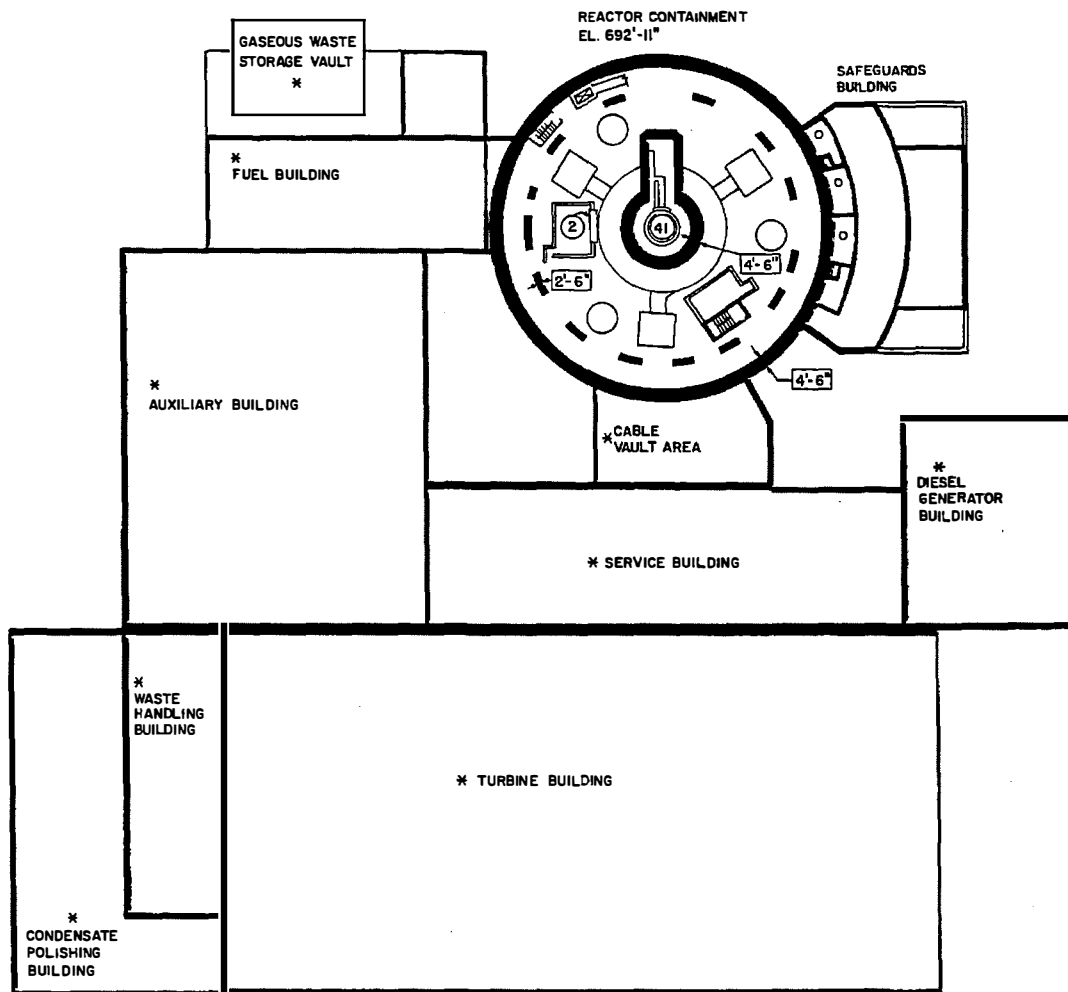 REACTOR CONTAINMENT
EL. 692'-11"
GASEOUS WASTE
STORAGE VAULT
*
SAFEGUARDS
BUILDING
*
FUEL BUILDING
2
41
4'-6"
2'-6"
4'-6"
*
AUXILIARY BUILDING
* CABLE
VAULT AREA
*
DIESEL
GENERATOR
BUILDING
* SERVICE BUILDING
*
WASTE
HANDLING
BUILDING
* TURBINE BUILDING
*
CONDENSATE
POLISHING
BUILDING